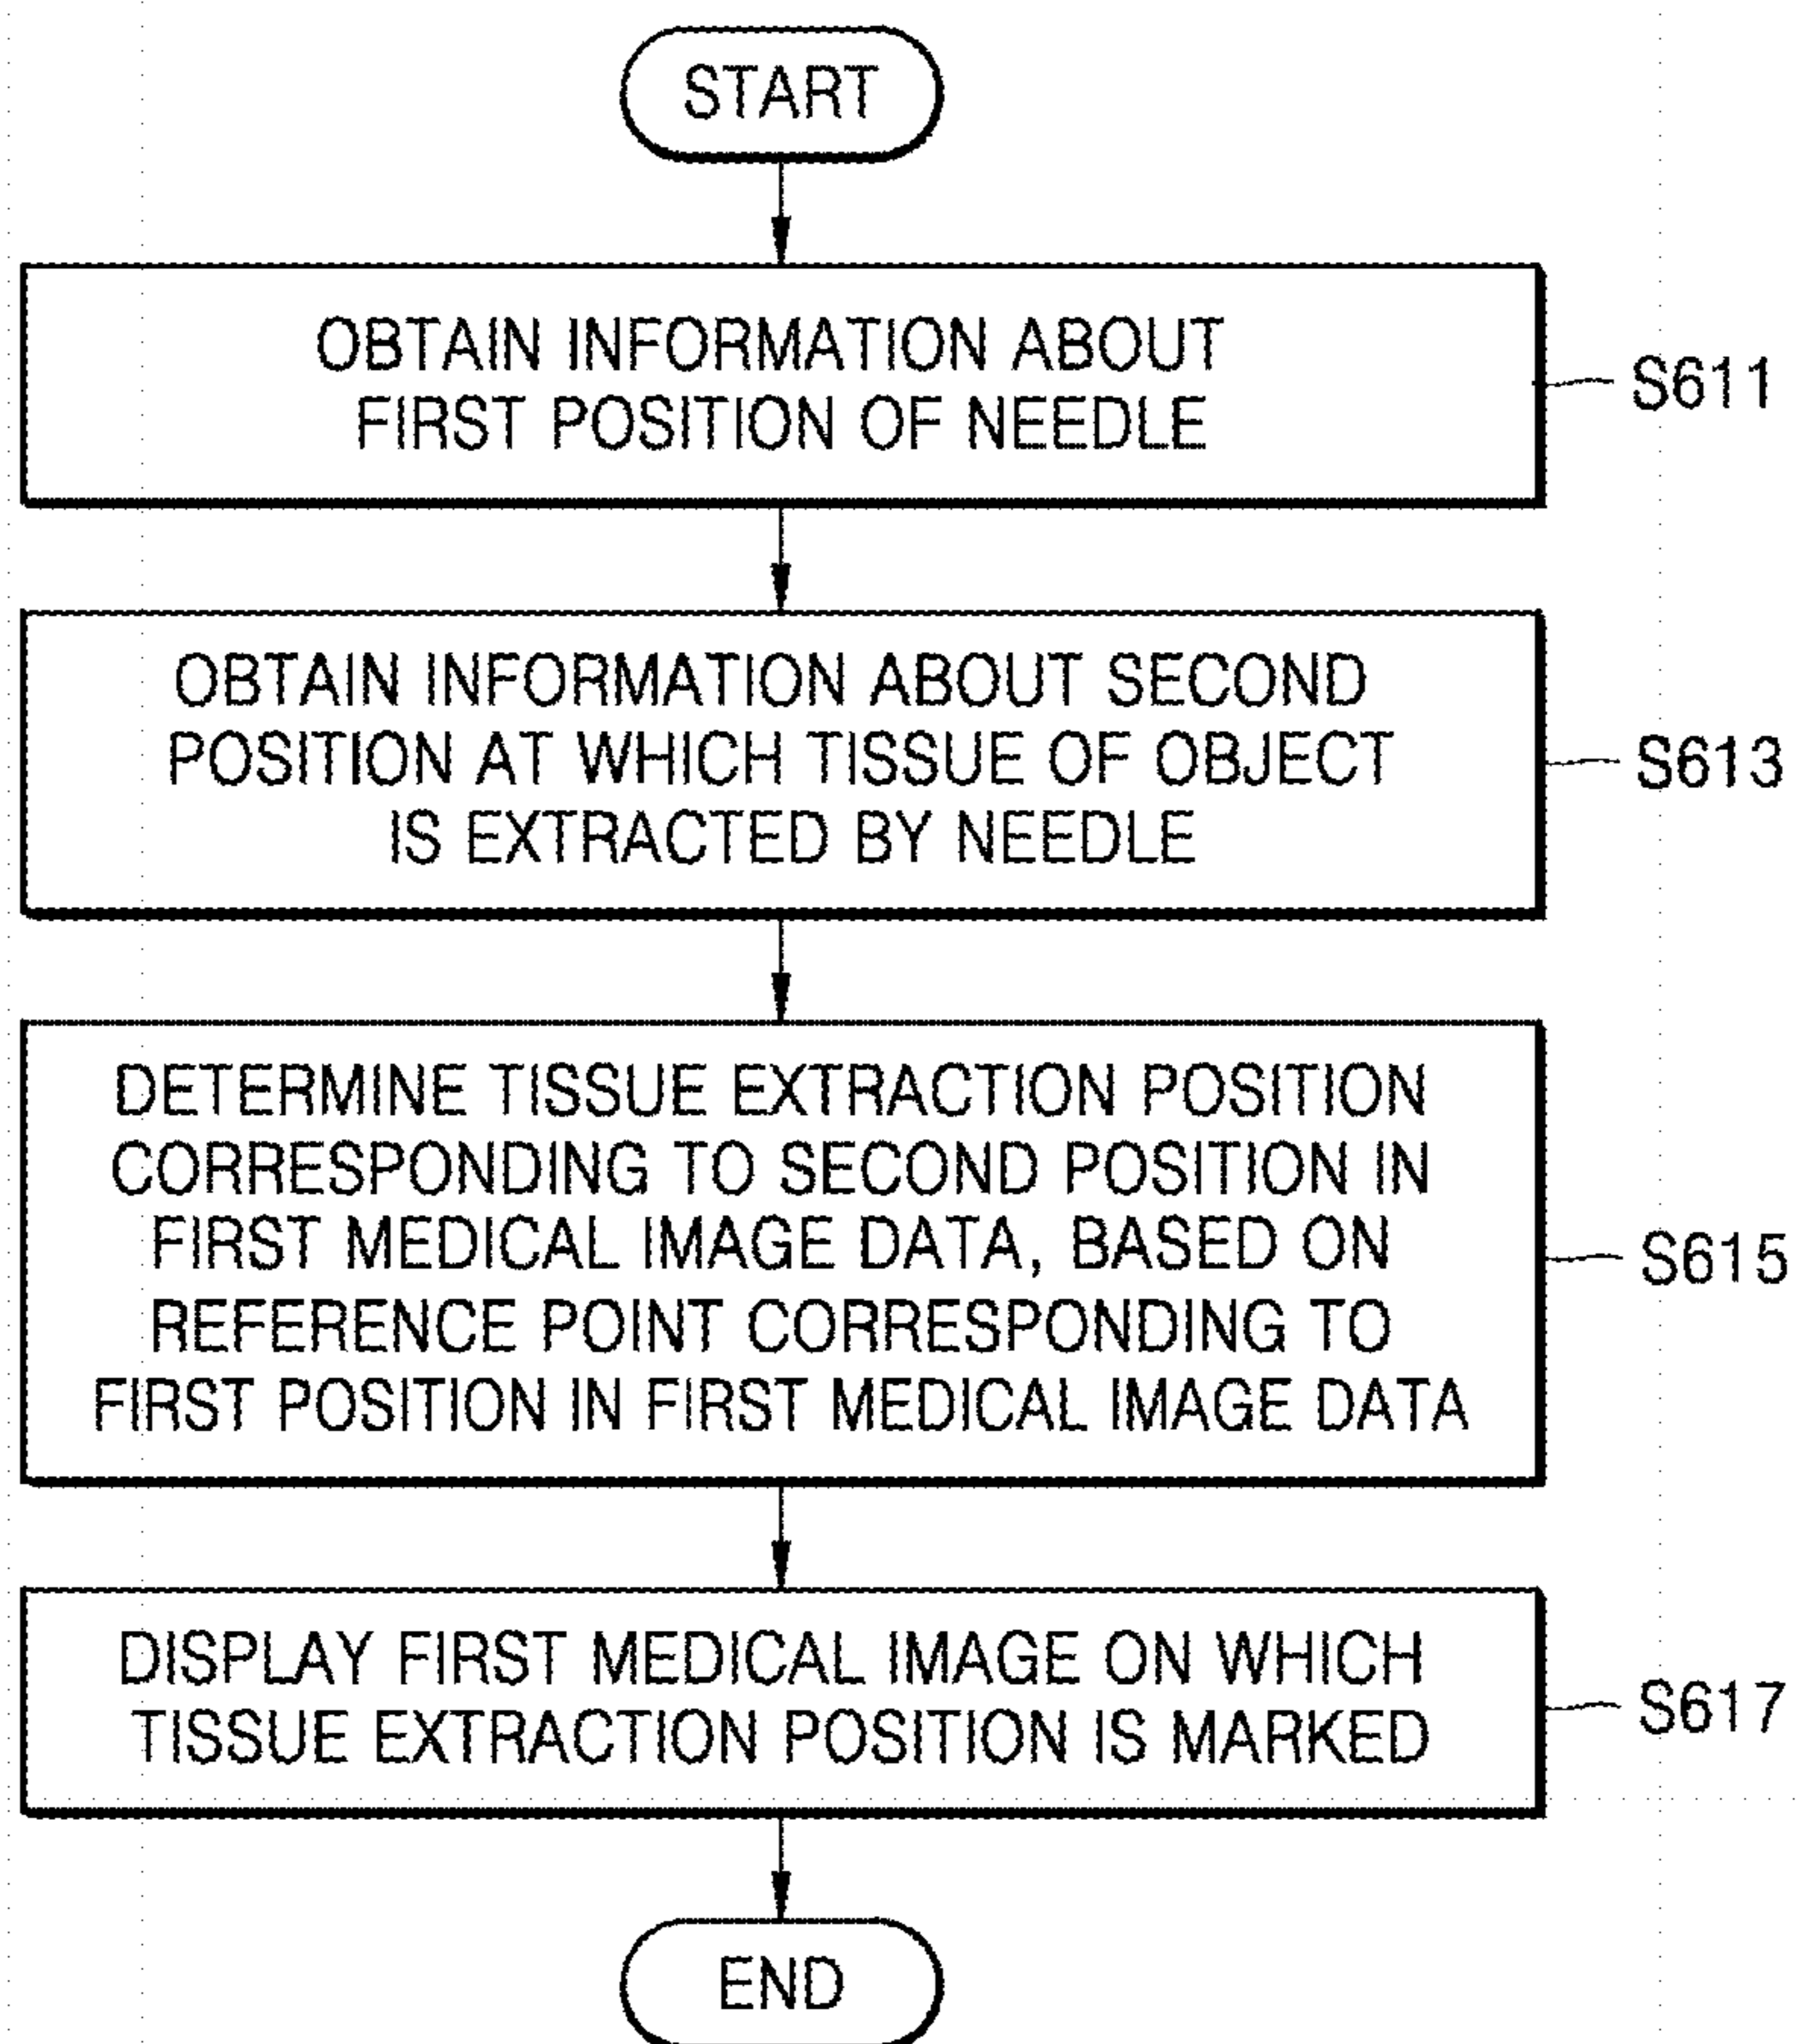 START
OBTAIN INFORMATION ABOUT
FIRST POSITION OF NEEDLE
S611
OBTAIN INFORMATION ABOUT SECOND
POSITION AT WHICH TISSUE OF OBJECT
IS EXTRACTED BY NEEDLE
S613
DETERMINE TISSUE EXTRACTION POSITION
CORRESPONDING TO SECOND POSITION IN
FIRST MEDICAL IMAGE DATA, BASED ON
REFERENCE POINT CORRESPONDING TO
FIRST POSITION IN FIRST MEDICAL IMAGE DATA
S615
DISPLAY FIRST MEDICAL IMAGE ON WHICH
TISSUE EXTRACTION POSITION IS MARKED
S617
END